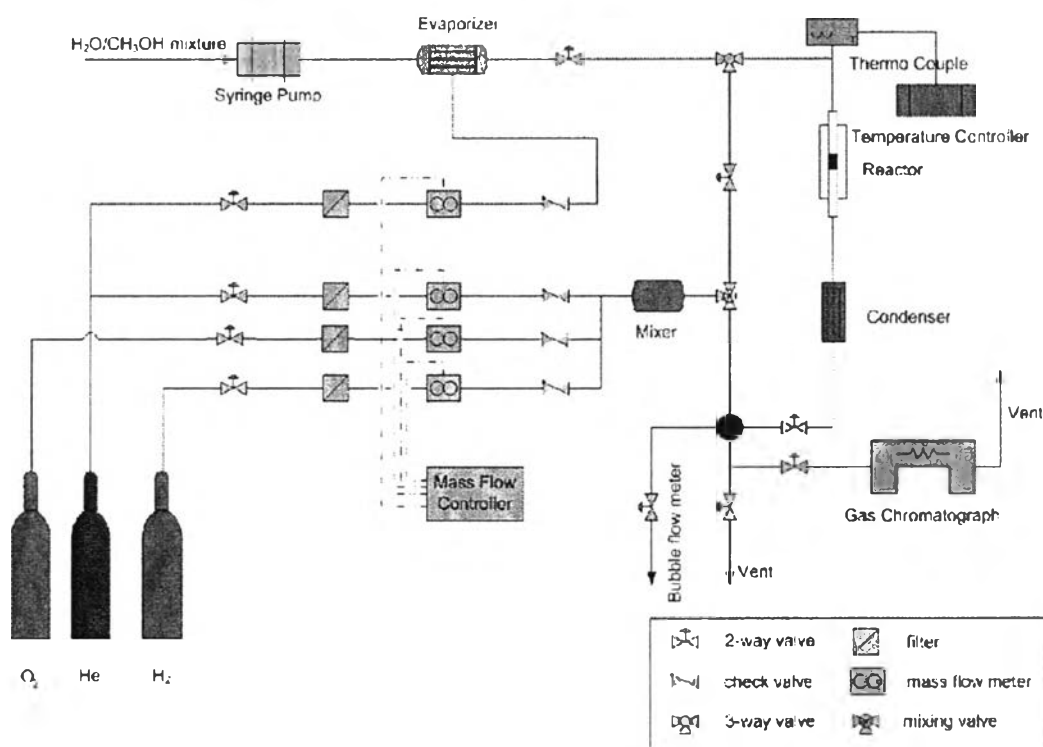 Evaporizer
H₂O/CH₃OH mixture
Syringe Pump
Thermo Couple
Temperature Controller
Reactor
Mixer
Condenser
Vent
Mass Flow
Controller
Bubble flow meter
Gas Chromatograph
Vent
O₂ He H₂
2-way valve filter
check valve mass flow meter
3-way valve mixing valve